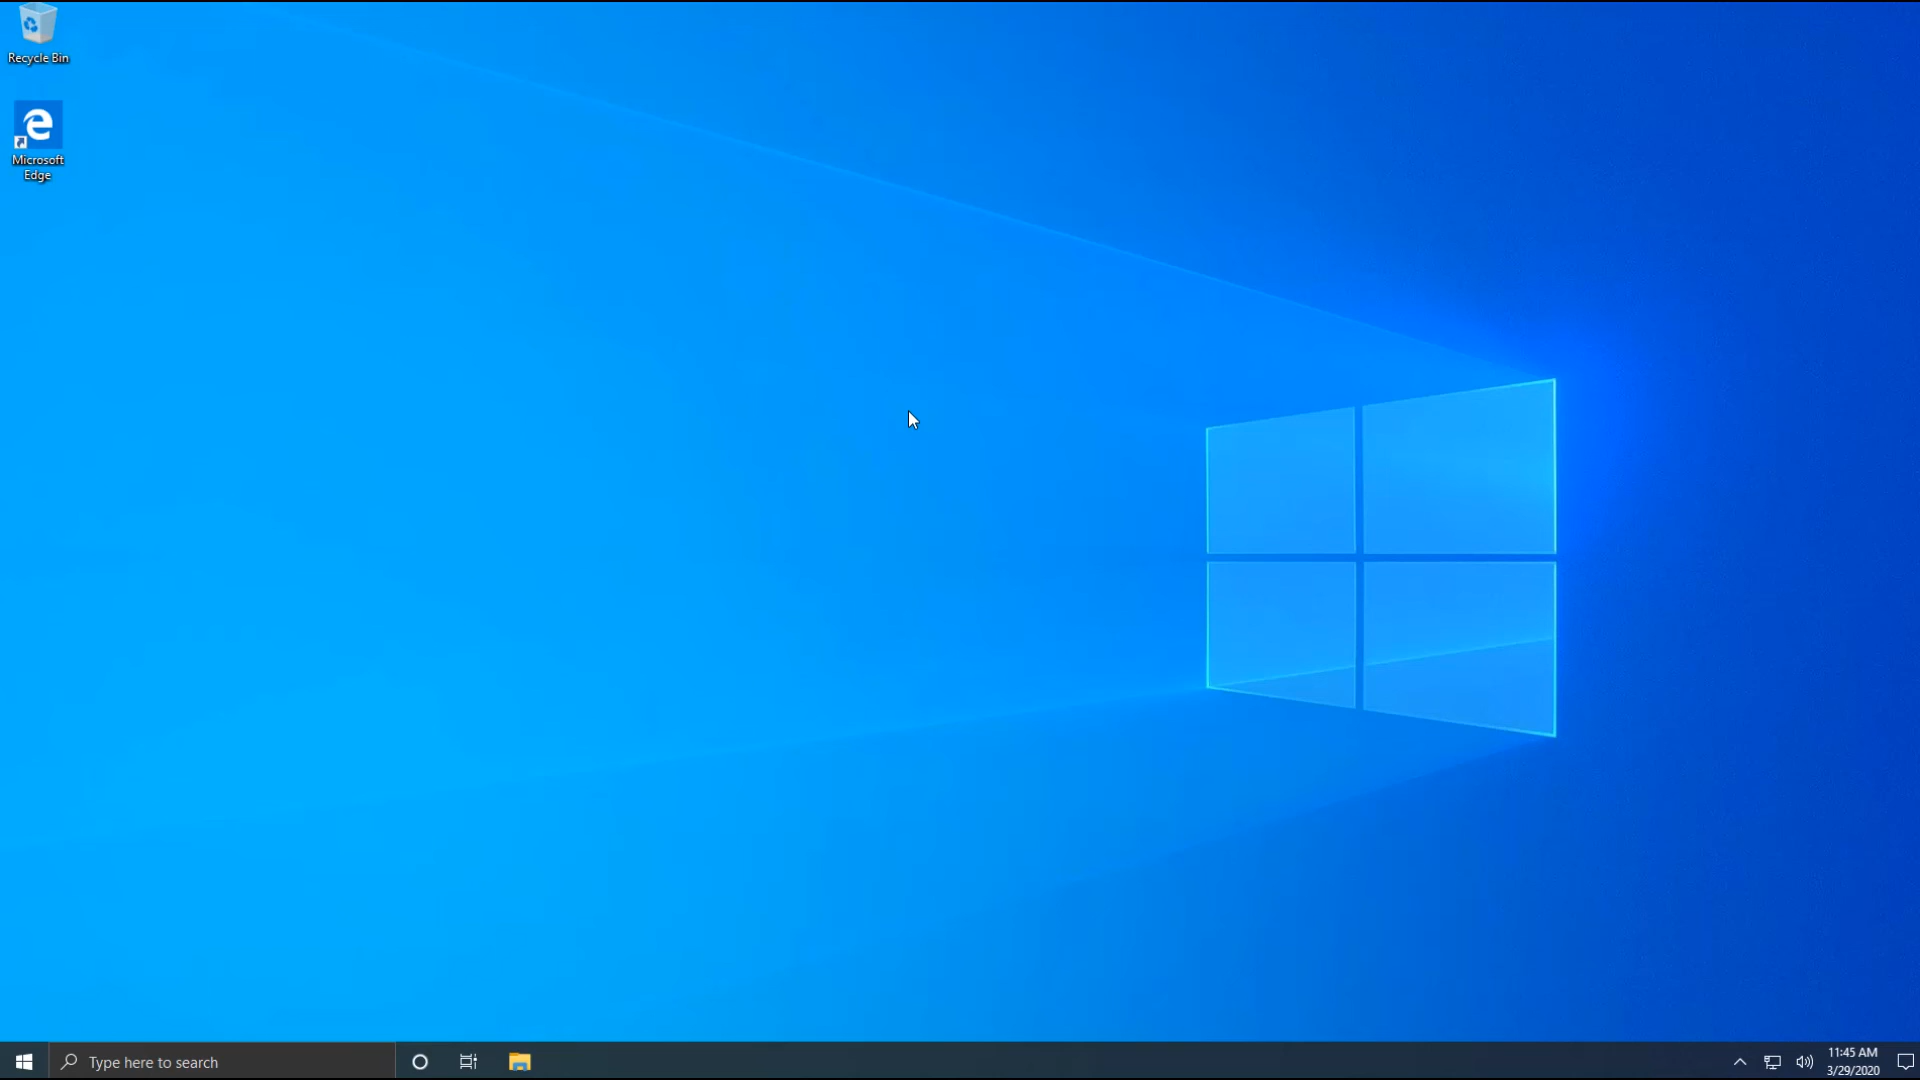 Recycle Bin
Microsoft
Edge
Type here to search
11:45 AM
3/29/2020